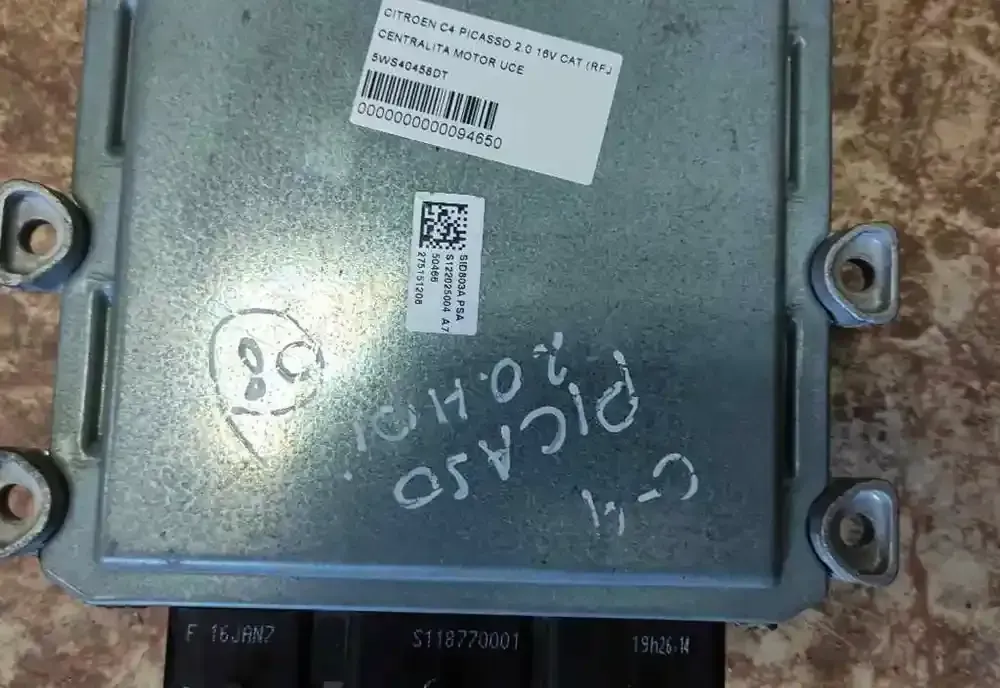 CITROEN C4 PICASSO 2.0 16V CAT (RFJ
CENTRALITA MOTOR UCE
5WS40458DT
0000000000094650
SID803A PSA
S122025004 A7
50466
275151206
C-4
PICASO
2.0.HDI
F 16JAN7
S118770001
19h26:14